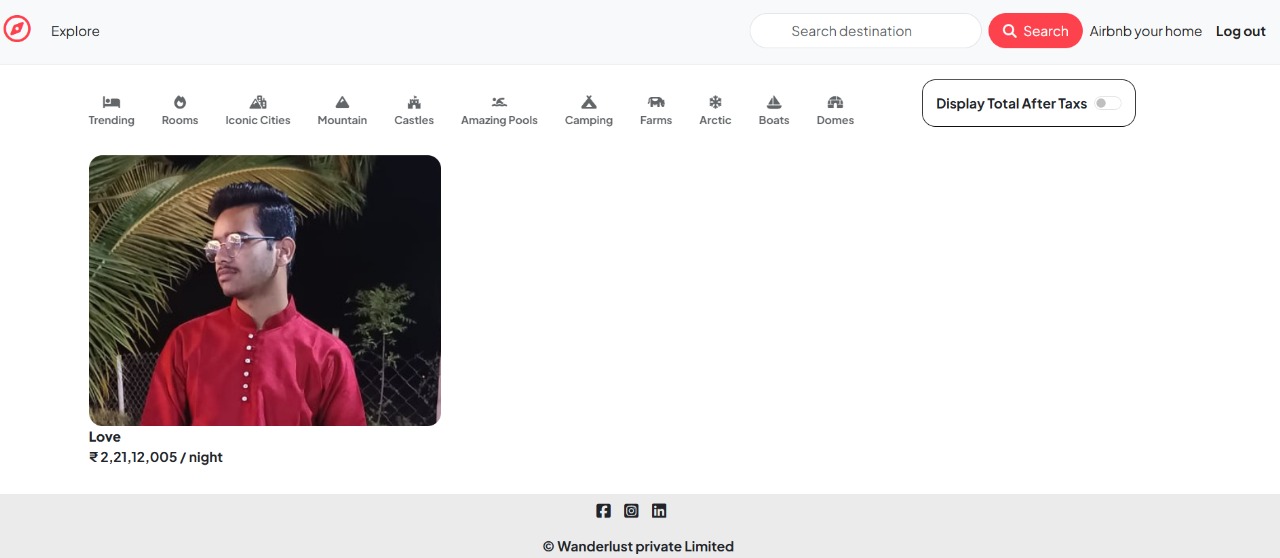 Explore
Search destination
Search
Airbnb your home
Log out
Trending
Rooms
Iconic Cities
Mountain
Castles
Amazing Pools
Camping
Farms
Arctic
Boats
Domes
Display Total After Taxs
Love
₹ 2,21,12,005 / night
© Wanderlust private Limited